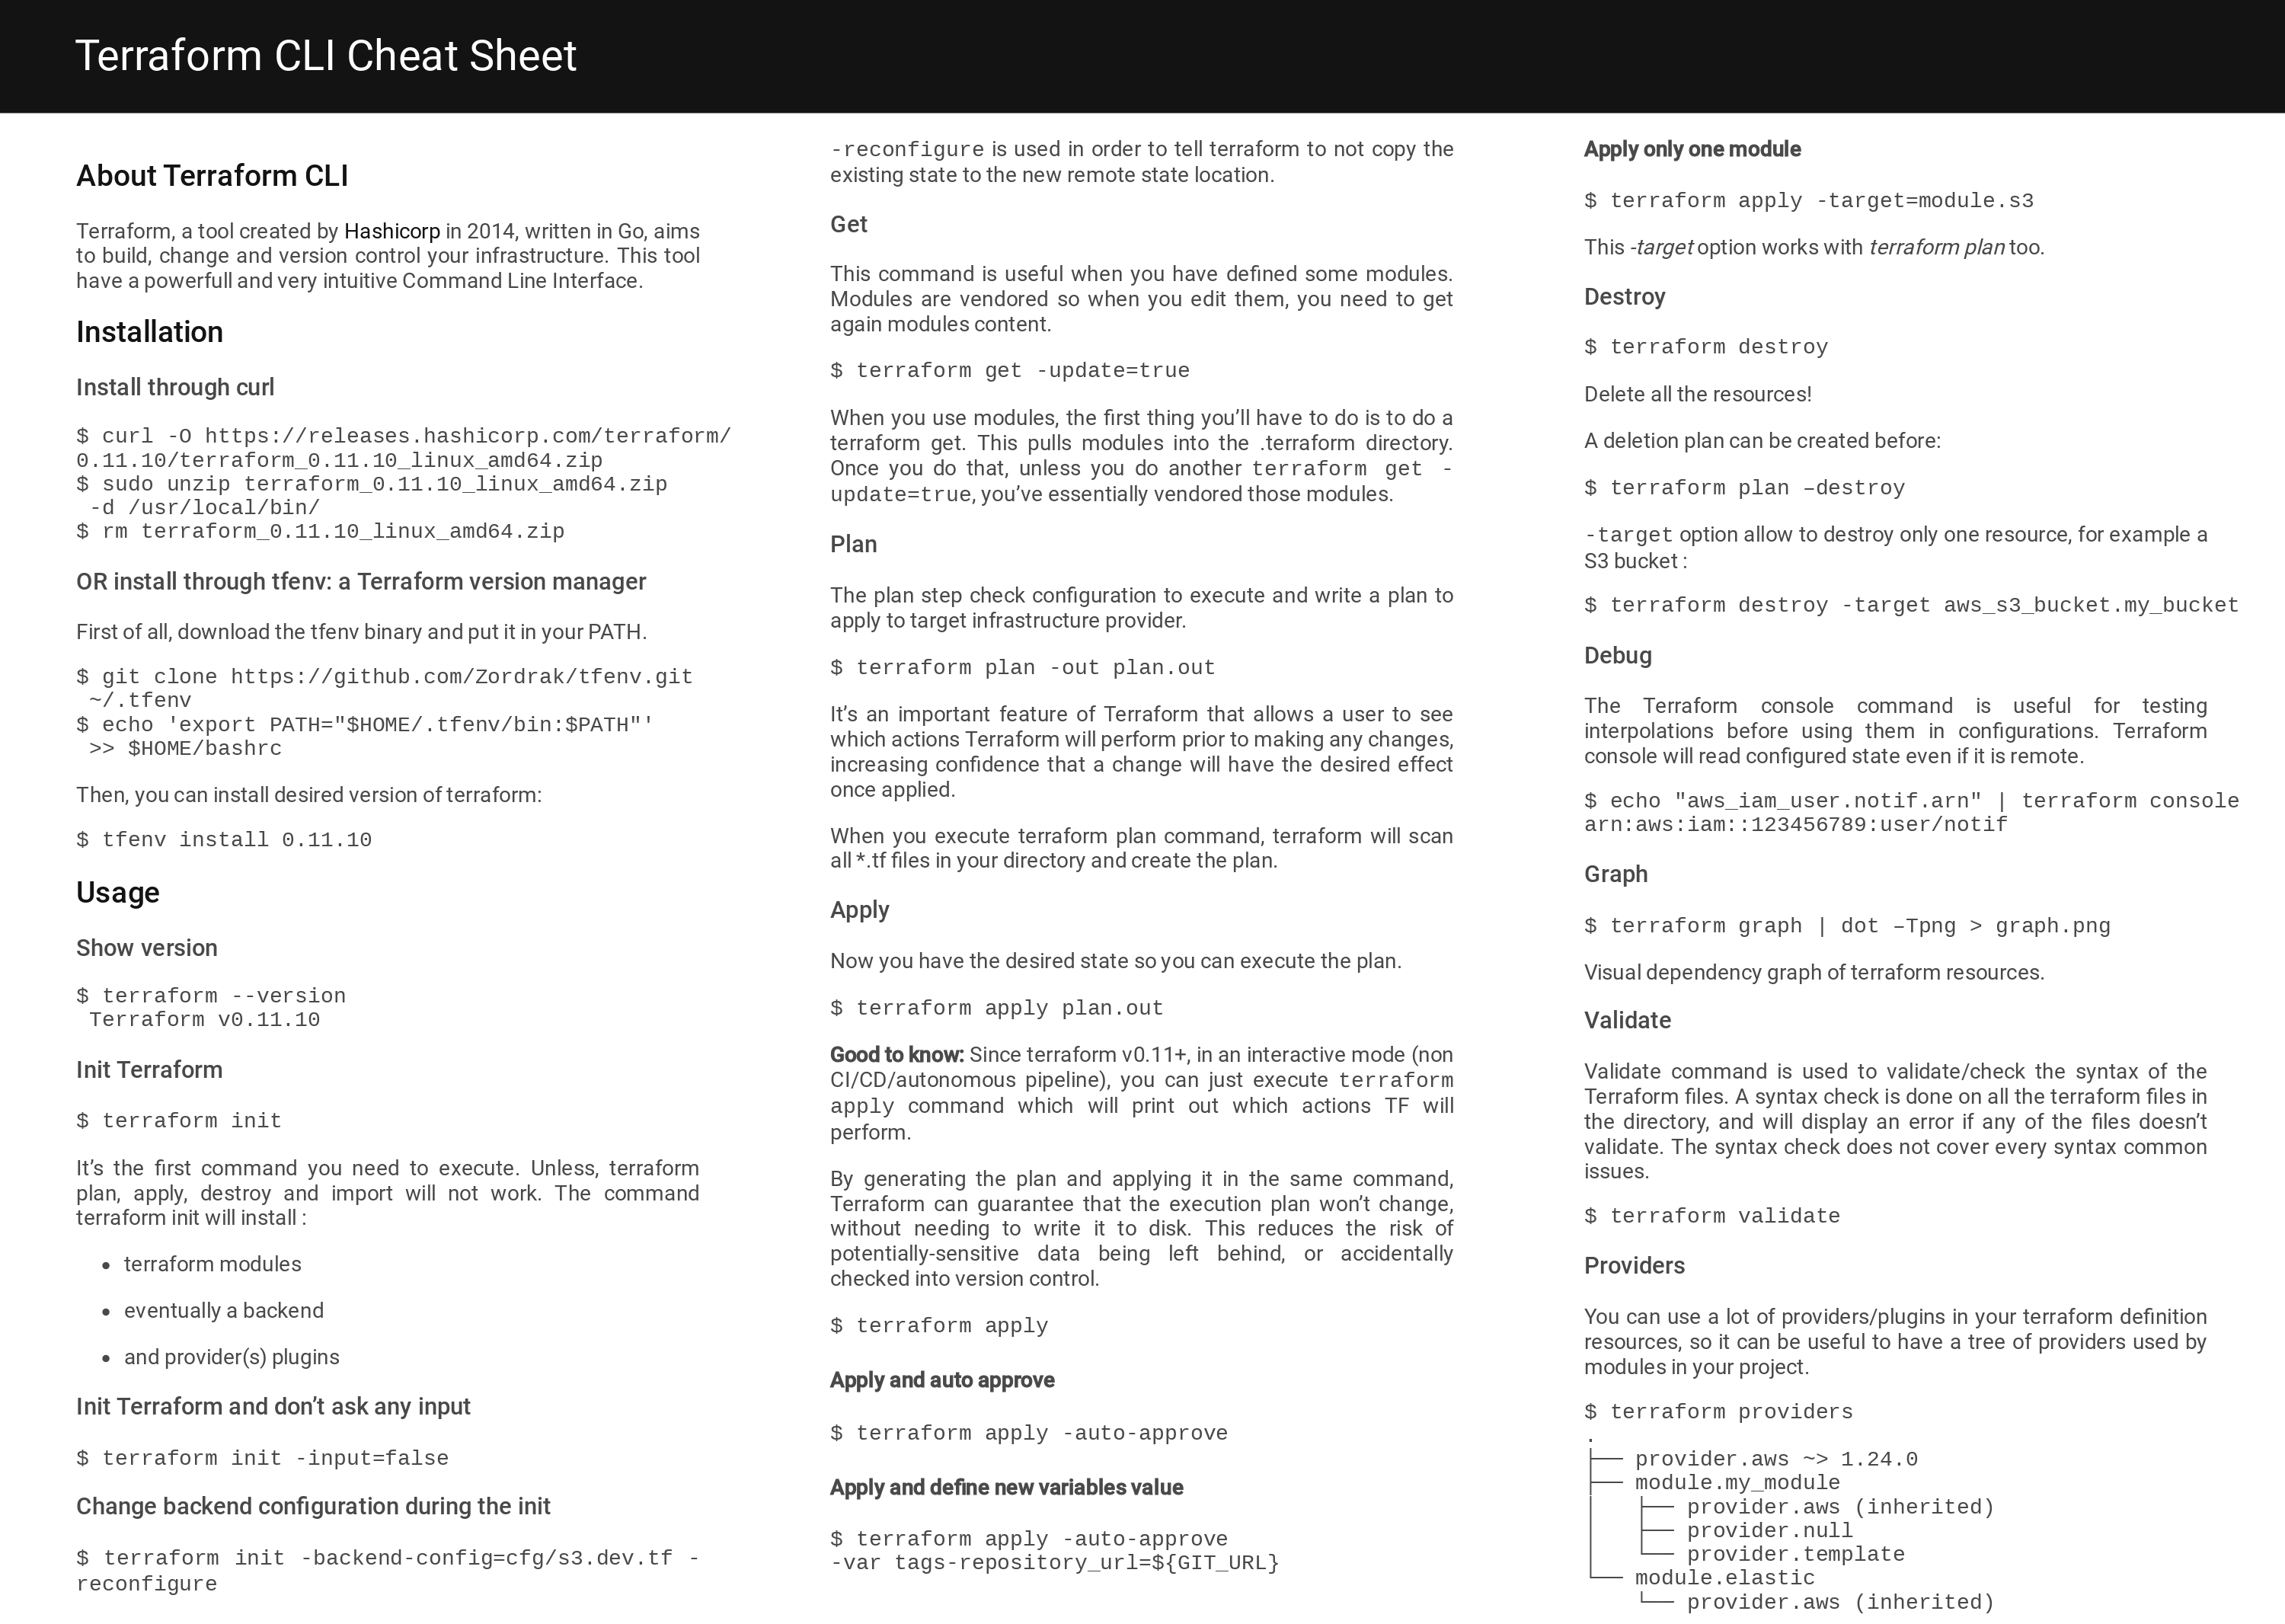 Terraform CLI Cheat Sheet
About Terraform CLI
Terraform, a tool created by Hashicorp in 2014, written in Go, aims
to build, change and version control your infrastructure. This tool
have a powerfull and very intuitive Command Line Interface.
Installation
Install through curl
$ curl -O https://releases.hashicorp.com/terraform/
0.11.10/terraform_0.11.10_linux_amd64.zip
$ sudo unzip terraform_0.11.10_linux_amd64.zip
 -d /usr/local/bin/
$ rm terraform_0.11.10_linux_amd64.zip
OR install through tfenv: a Terraform version manager
First of all, download the tfenv binary and put it in your PATH.
$ git clone https://github.com/Zordrak/tfenv.git
 ~/.tfenv
$ echo 'export PATH="$HOME/.tfenv/bin:$PATH"'
 >> $HOME/bashrc
Then, you can install desired version of terraform:
$ tfenv install 0.11.10
Usage
Show version
$ terraform --version
 Terraform v0.11.10
Init Terraform
$ terraform init
It’s the first command you need to execute. Unless, terraform
plan, apply, destroy and import will not work. The command
terraform init will install :
• terraform modules
• eventually a backend
• and provider(s) plugins
Init Terraform and don’t ask any input
$ terraform init -input=false
Change backend configuration during the init
$ terraform init -backend-config=cfg/s3.dev.tf -
reconfigure
-reconfigure is used in order to tell terraform to not copy the
existing state to the new remote state location.
Get
This command is useful when you have defined some modules.
Modules are vendored so when you edit them, you need to get
again modules content.
$ terraform get -update=true
When you use modules, the first thing you’ll have to do is to do a
terraform get. This pulls modules into the .terraform directory.
Once you do that, unless you do another terraform get -
update=true, you’ve essentially vendored those modules.
Plan
The plan step check configuration to execute and write a plan to
apply to target infrastructure provider.
$ terraform plan -out plan.out
It’s an important feature of Terraform that allows a user to see
which actions Terraform will perform prior to making any changes,
increasing confidence that a change will have the desired effect
once applied.
When you execute terraform plan command, terraform will scan
all *.tf files in your directory and create the plan.
Apply
Now you have the desired state so you can execute the plan.
$ terraform apply plan.out
Good to know: Since terraform v0.11+, in an interactive mode (non
CI/CD/autonomous pipeline), you can just execute terraform
apply command which will print out which actions TF will
perform.
By generating the plan and applying it in the same command,
Terraform can guarantee that the execution plan won’t change,
without needing to write it to disk. This reduces the risk of
potentially-sensitive data being left behind, or accidentally
checked into version control.
$ terraform apply
Apply and auto approve
$ terraform apply -auto-approve
Apply and define new variables value
$ terraform apply -auto-approve
-var tags-repository_url=${GIT_URL}
Apply only one module
$ terraform apply -target=module.s3
This -target option works with terraform plan too.
Destroy
$ terraform destroy
Delete all the resources!
A deletion plan can be created before:
$ terraform plan –destroy
-target option allow to destroy only one resource, for example a
S3 bucket :
$ terraform destroy -target aws_s3_bucket.my_bucket
Debug
The Terraform console command is useful for testing
interpolations before using them in configurations. Terraform
console will read configured state even if it is remote.
$ echo "aws_iam_user.notif.arn" | terraform console
arn:aws:iam::123456789:user/notif
Graph
$ terraform graph | dot –Tpng > graph.png
Visual dependency graph of terraform resources.
Validate
Validate command is used to validate/check the syntax of the
Terraform files. A syntax check is done on all the terraform files in
the directory, and will display an error if any of the files doesn’t
validate. The syntax check does not cover every syntax common
issues.
$ terraform validate
Providers
You can use a lot of providers/plugins in your terraform definition
resources, so it can be useful to have a tree of providers used by
modules in your project.
$ terraform providers
.
├── provider.aws ~> 1.24.0
├── module.my_module
│   ├── provider.aws (inherited)
│   ├── provider.null
│   └── provider.template
└── module.elastic
    └── provider.aws (inherited)